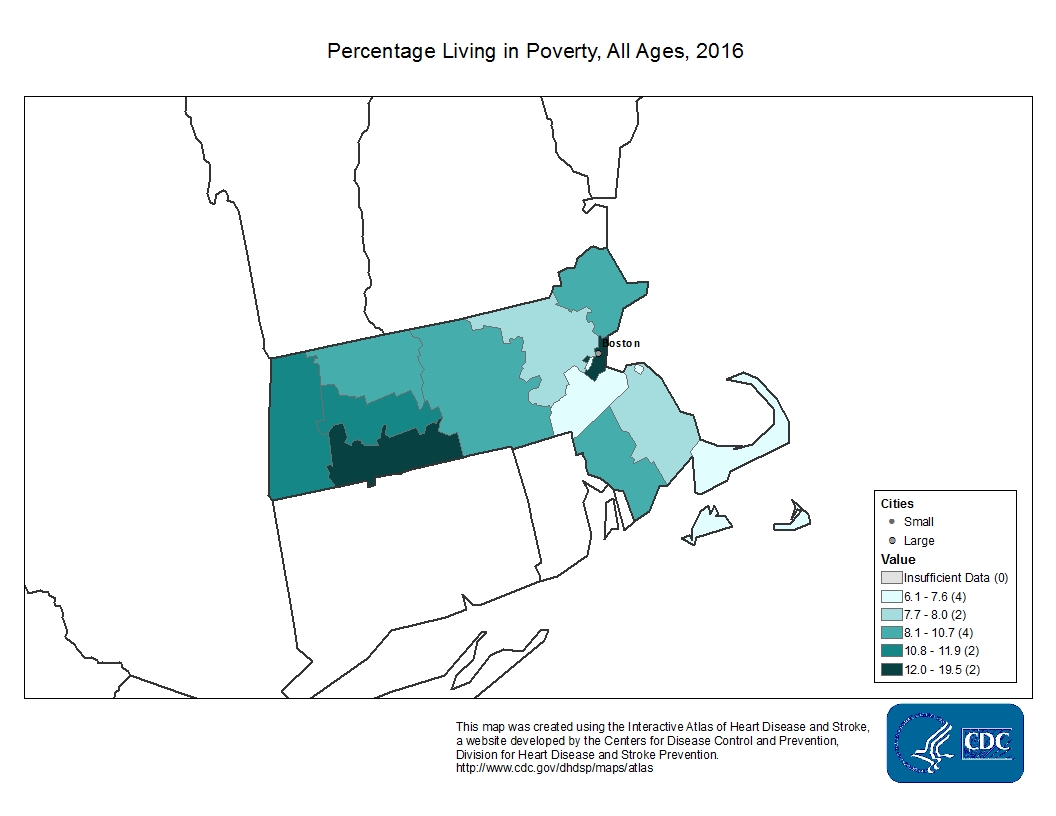 Percentage Living in Poverty, All Ages, 2016
Boston
Cities
Small
Large
Value
Insufficient Data (0)
6.1 - 7.6 (4)
7.7 - 8.0 (2)
8.1 - 10.7 (4)
10.8 - 11.9 (2)
12.0 - 19.5 (2)
This map was created using the Interactive Atlas of Heart Disease and Stroke,
a website developed by the Centers for Disease Control and Prevention,
Division for Heart Disease and Stroke Prevention.
http://www.cdc.gov/dhdsp/maps/atlas
CDC